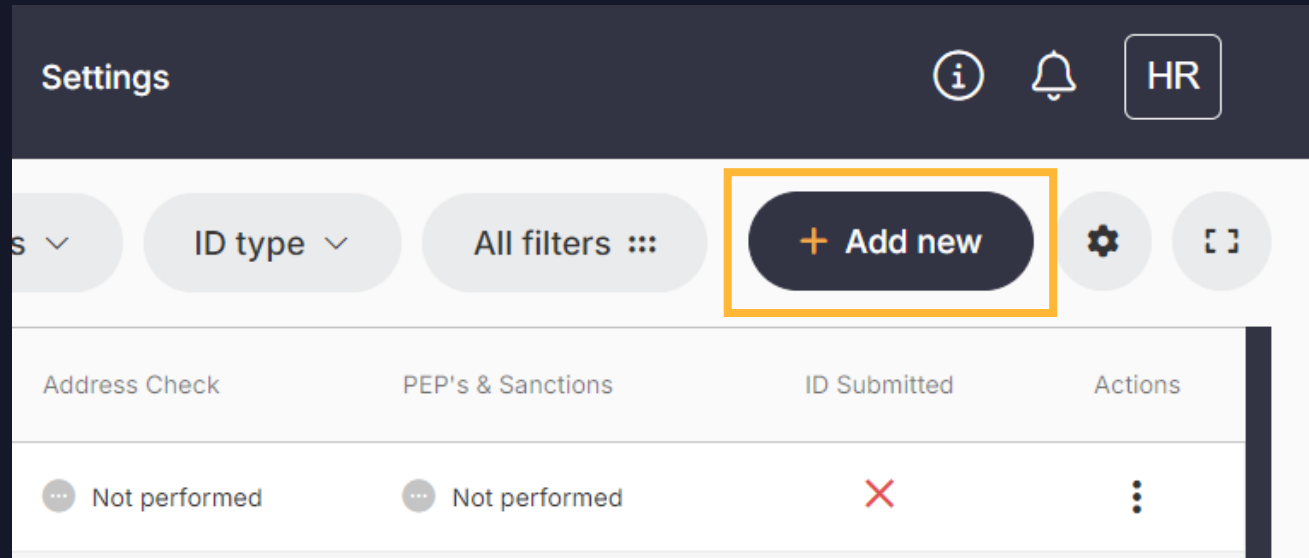 Settings
HR
s
ID type
All filters
+ Add new
Address Check
PEP's & Sanctions
ID Submitted
Actions
Not performed
Not performed